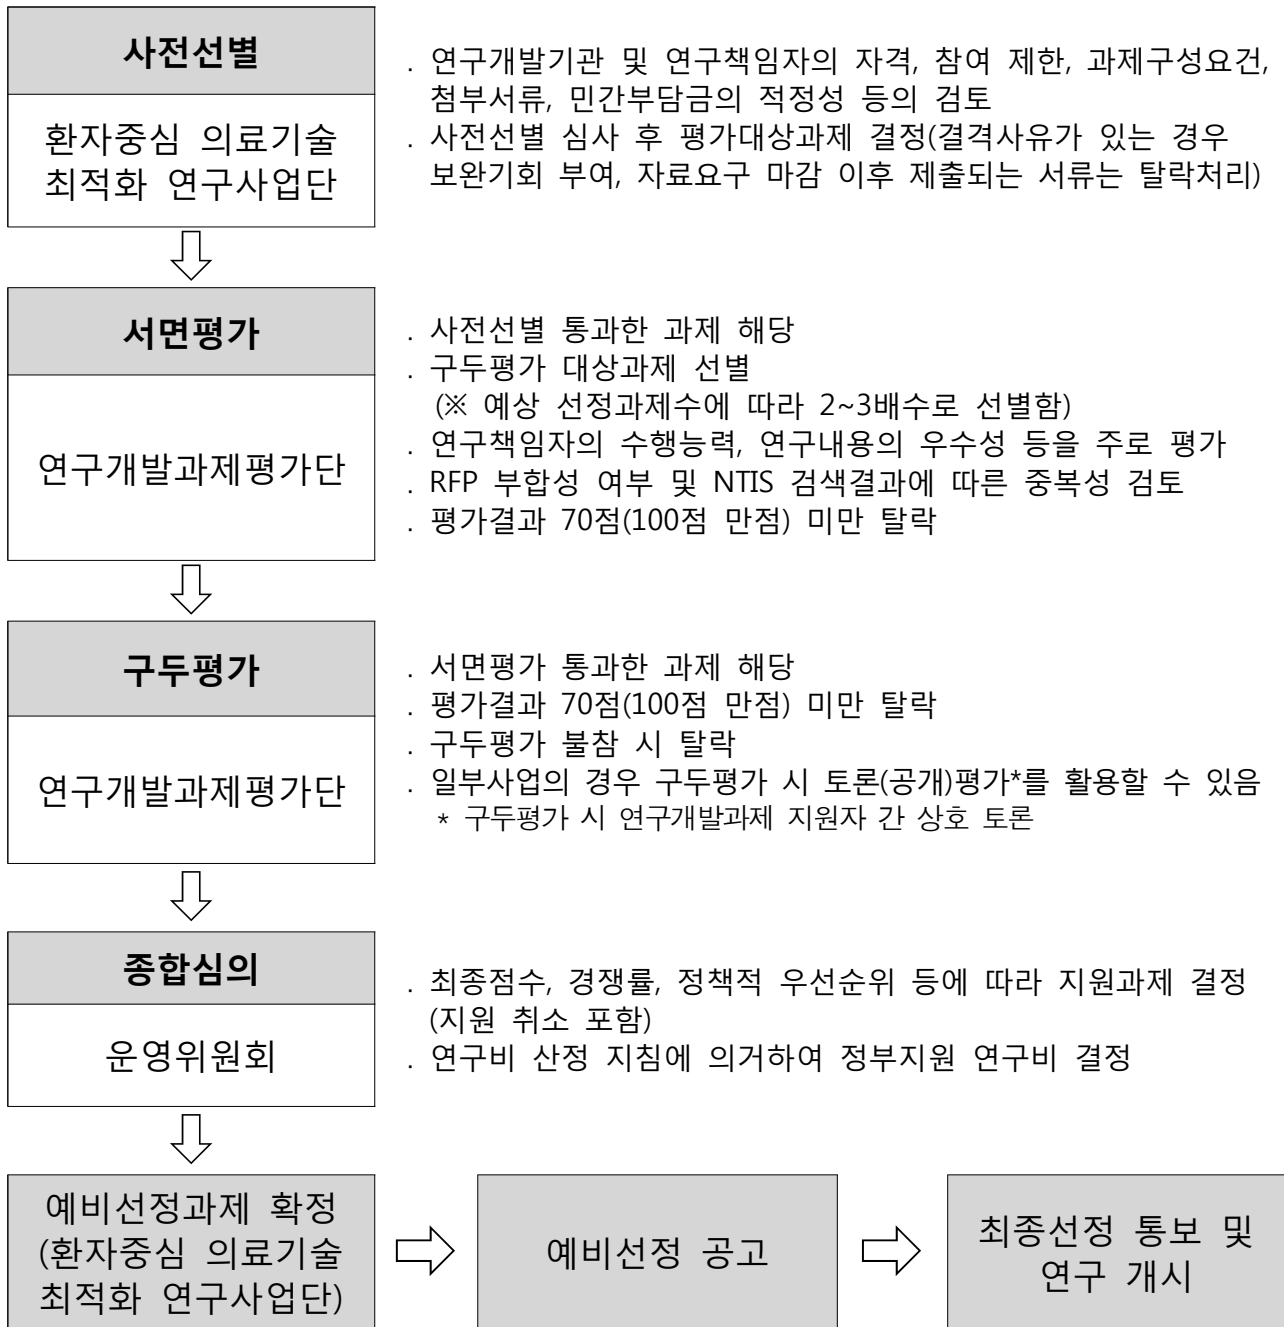 사전선별
환자중심 의료기술
최적화 연구사업단
. 연구개발기관 및 연구책임자의 자격, 참여 제한, 과제구성요건,
첨부서류, 민간부담금의 적정성 등의 검토
. 사전선별 심사 후 평가대상과제 결정(결격사유가 있는 경우
보완기회 부여, 자료요구 마감 이후 제출되는 서류는 탈락처리)
서면평가
연구개발과제평가단
. 사전선별 통과한 과제 해당
. 구두평가 대상과제 선별
(※ 예상 선정과제수에 따라 2~3배수로 선별함)
. 연구책임자의 수행능력, 연구내용의 우수성 등을 주로 평가
. RFP 부합성 여부 및 NTIS 검색결과에 따른 중복성 검토
. 평가결과 70점(100점 만점) 미만 탈락
구두평가
연구개발과제평가단
. 서면평가 통과한 과제 해당
. 평가결과 70점(100점 만점) 미만 탈락
. 구두평가 불참 시 탈락
. 일부사업의 경우 구두평가 시 토론(공개)평가*를 활용할 수 있음
* 구두평가 시 연구개발과제 지원자 간 상호 토론
종합심의
운영위원회
. 최종점수, 경쟁률, 정책적 우선순위 등에 따라 지원과제 결정
(지원 취소 포함)
. 연구비 산정 지침에 의거하여 정부지원 연구비 결정
예비선정과제 확정
(환자중심 의료기술
최적화 연구사업단)
예비선정 공고
최종선정 통보 및
연구 개시